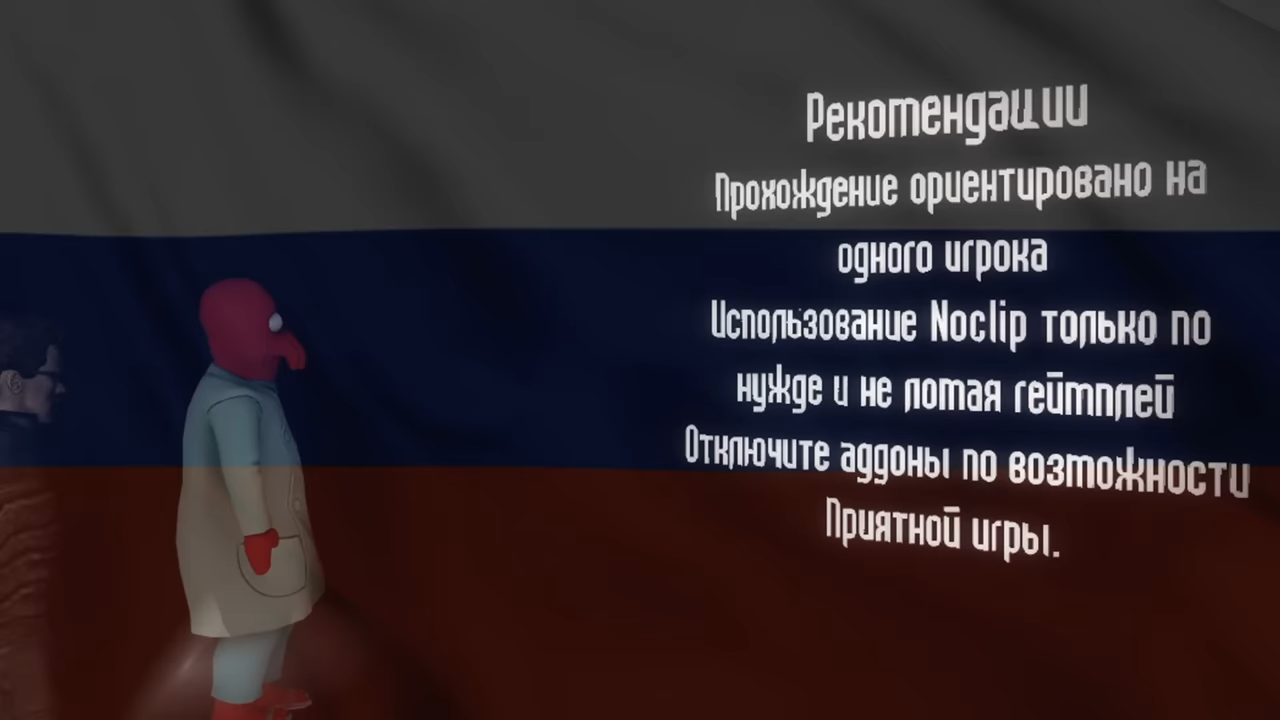 Рекомендации
Прохождение ориентировано на
одного игрока
Использование Noclip только по
нужде и не ломая геймплей
Отключите аддоны по возможности
Приятной игры.